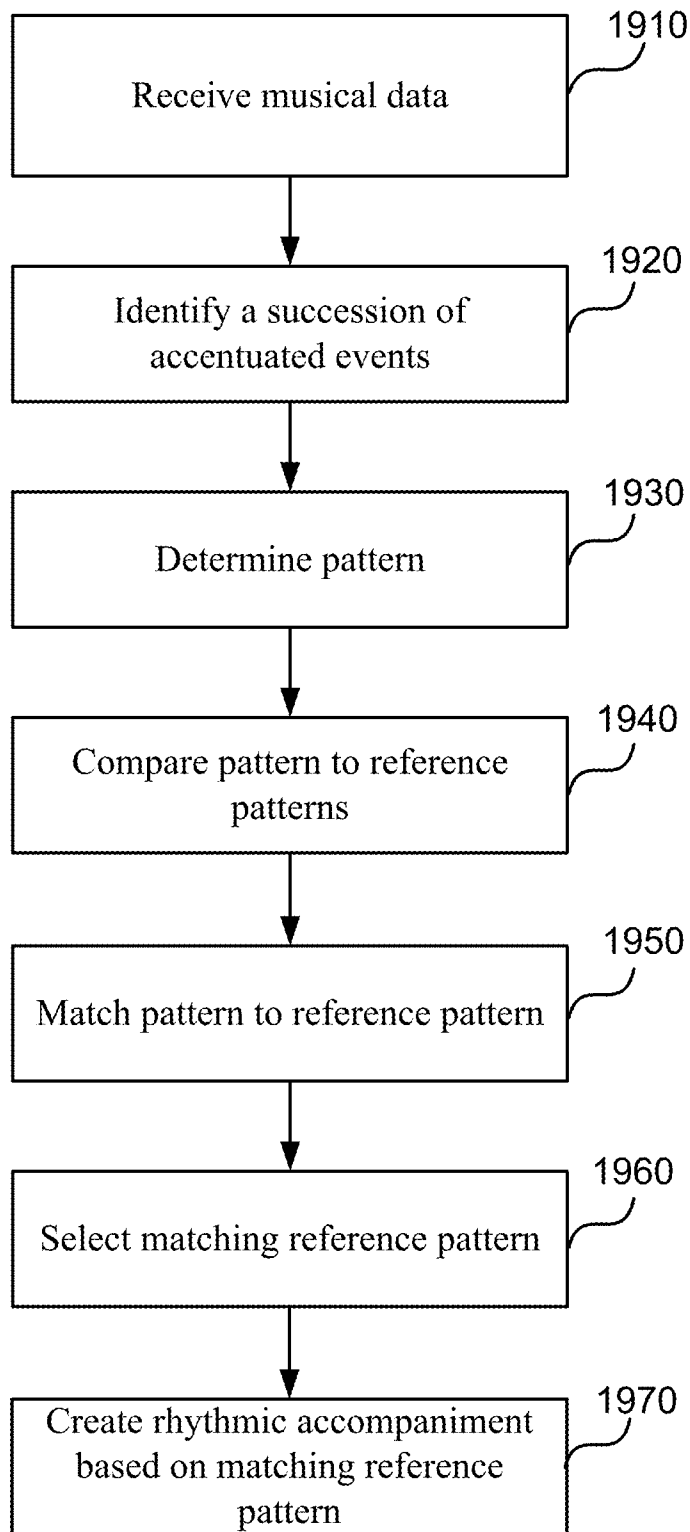 1910
Receive musical data
1920
Identify a succession of
accentuated events
1930
Determine pattern
1940
Compare pattern to reference
patterns
1950
Match pattern to reference pattern
1960
Select matching reference pattern
1970
Create rhythmic accompaniment
based on matching reference
pattern